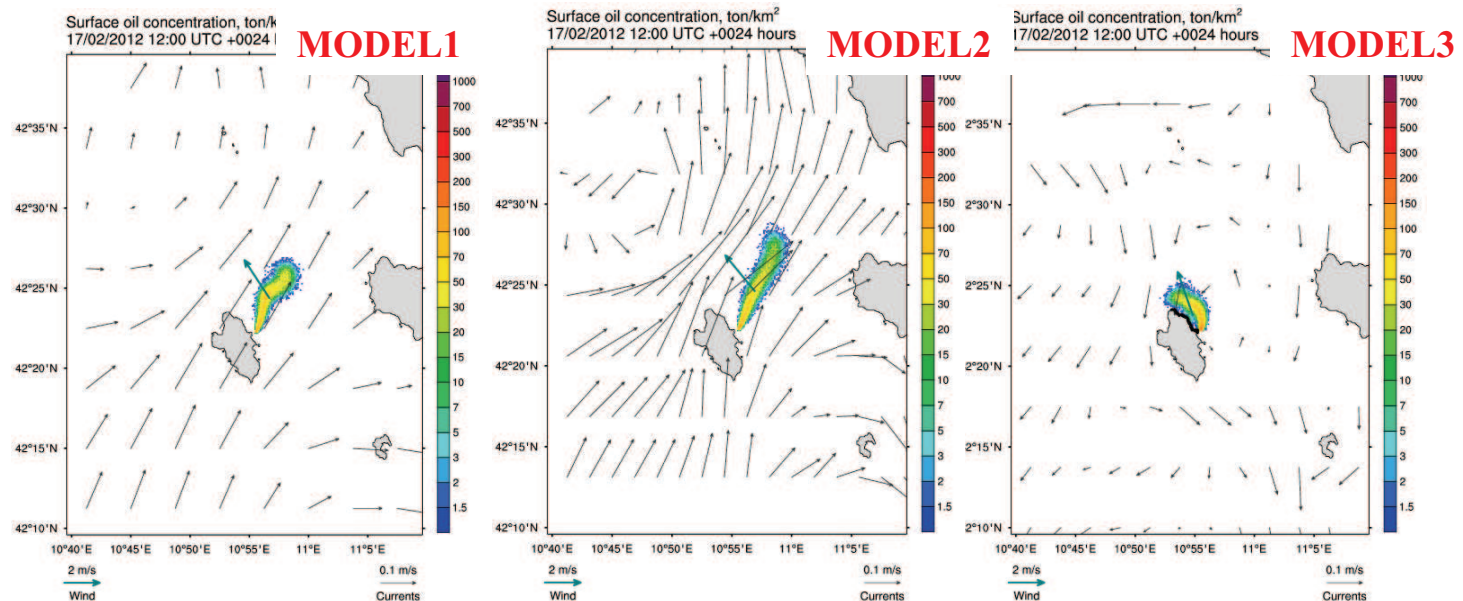 Surface oil concentration, ton/k
17/02/2012 12:00 UTC +0024 h
MODEL1
1000
700
500
300
200
150
100
70
50
30
20
15
10
7
5
3
2
1.5
42°35'N
42°30'N
42°25'N
42°20'N
42°15'N
42°10'N
10°40'E
10°45'E
10°50'E
10°55'E
11°E
11°5'E
2 m/s
Wind
0.1 m/s
Currents
Surface oil concentration, ton/km²
17/02/2012 12:00 UTC +0024 hours
MODEL2
1000
700
500
300
200
150
100
70
50
30
20
15
10
7
5
3
2
1.5
42°35'N
42°30'N
42°25'N
42°20'N
42°15'N
42°10'N
10°40'E
10°45'E
10°50'E
10°55'E
11°E
11°5'E
2 m/s
Wind
0.1 m/s
Currents
Surface oil concentration, ton/km²
17/02/2012 12:00 UTC +0024 hours
MODEL3
1000
700
500
300
200
150
100
70
50
30
20
15
10
7
5
3
2
1.5
2°35'N
2°30'N
2°25'N
2°20'N
2°15'N
2°10'N
10°40'E
10°45'E
10°50'E
10°55'E
11°E
11°5'E
2 m/s
Wind
0.1 m/s
Currents